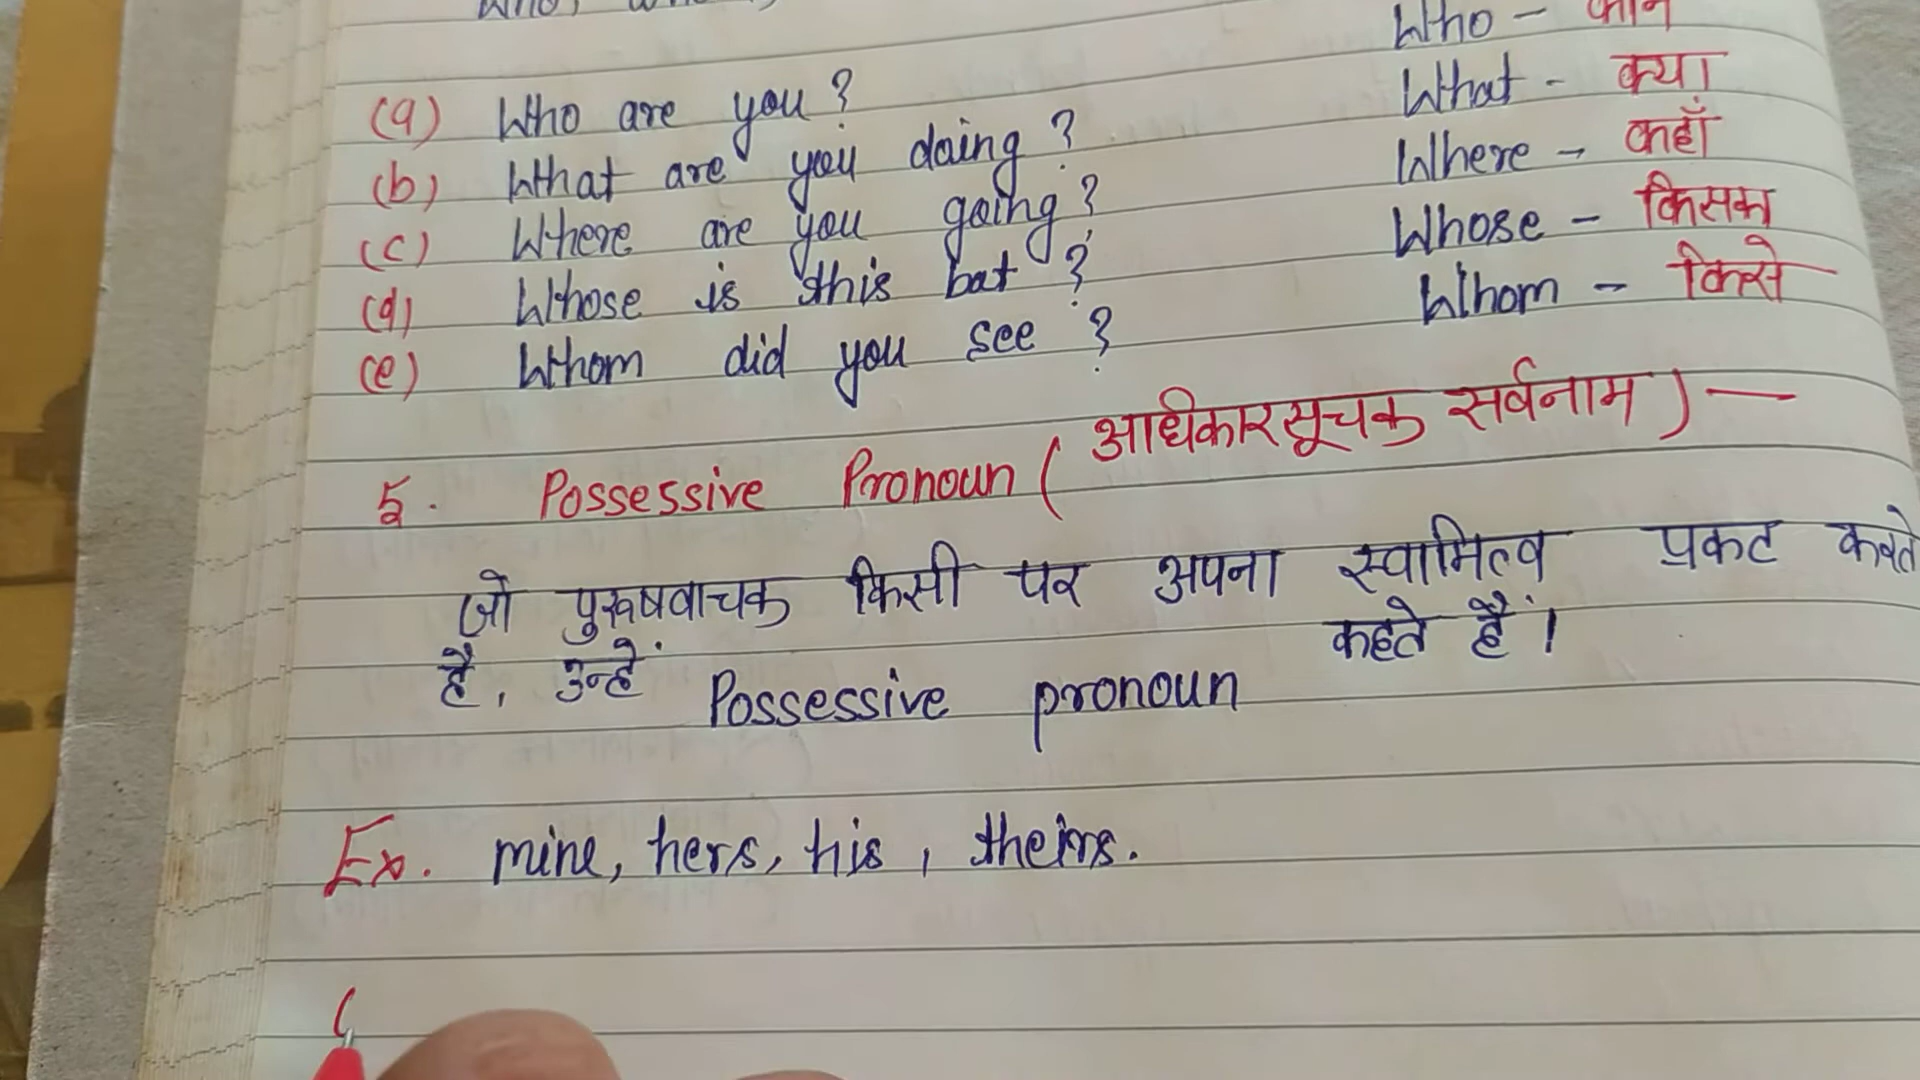 Who,
Who - कौन
(a) Who are you ?
What - क्या
(b) What are you doing ?
Where - कहाँ
(c) Where are you going ?
Whose - किसका
(d) Whose is this bat ?
Whom - किसे
(e) Whom did you see ?
5. Possessive Pronoun ( आधिकारसूचक सर्वनाम ) —
जो पुरूषवाचक किसी पर अपना स्वामित्व प्रकट करते
हैं, उन्हें Possessive pronoun कहते हैं।
Ex. mine, hers, his, theirs.
(